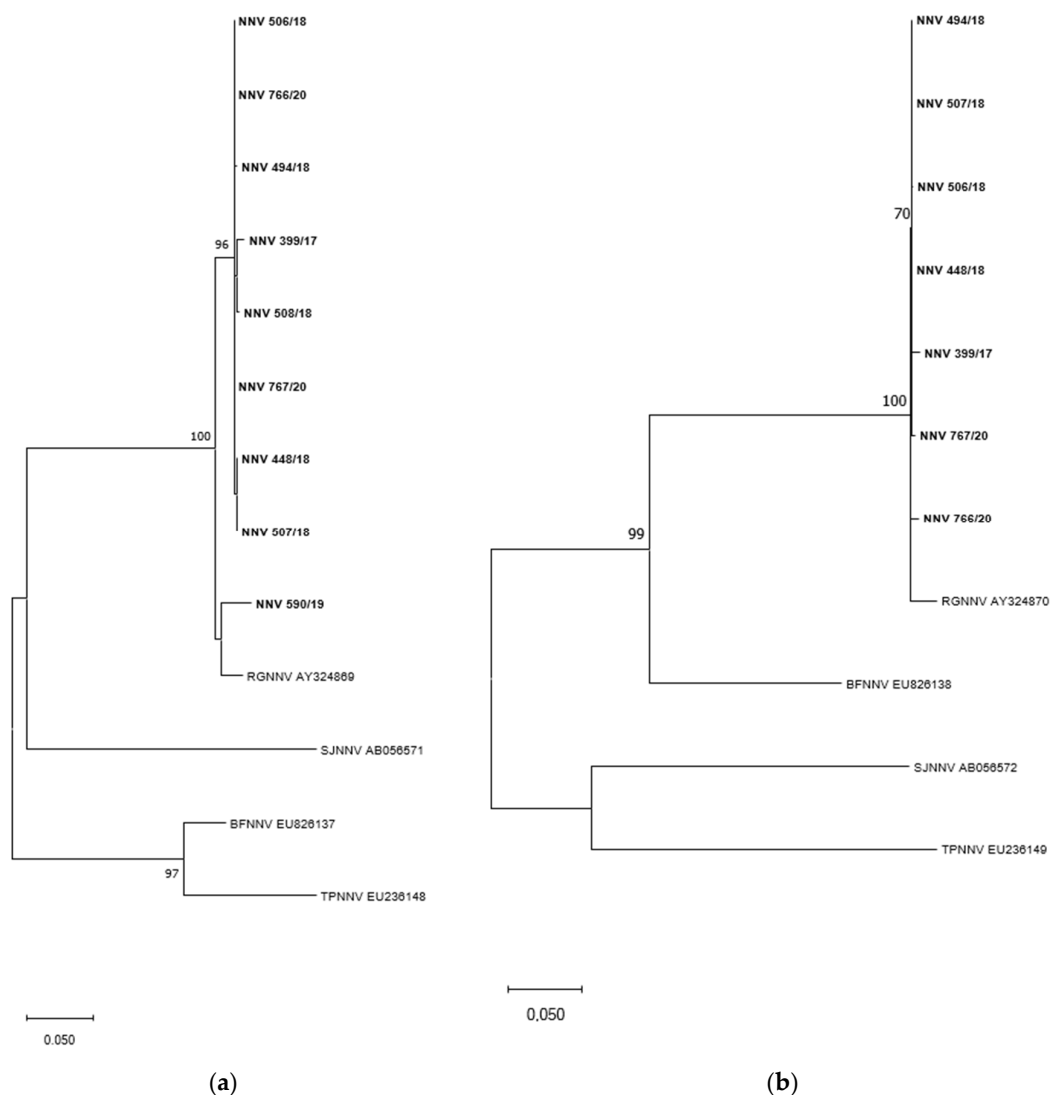 NNV 506/18
NNV 766/20
NNV 494/18
NNV 399/17
96
NNV 508/18
NNV 767/20
100
NNV 448/18
NNV 507/18
NNV 590/19
RGNNV AY324869
SJNNV AB056571
BFNNV EU826137
97
TPNNV EU236148
0.050
(a)
NNV 494/18
NNV 507/18
NNV 506/18
70
NNV 448/18
NNV 399/17
100
NNV 767/20
NNV 766/20
99
RGNNV AY324870
BFNNV EU826138
SJNNV AB056572
TPNNV EU236149
0,050
(b)